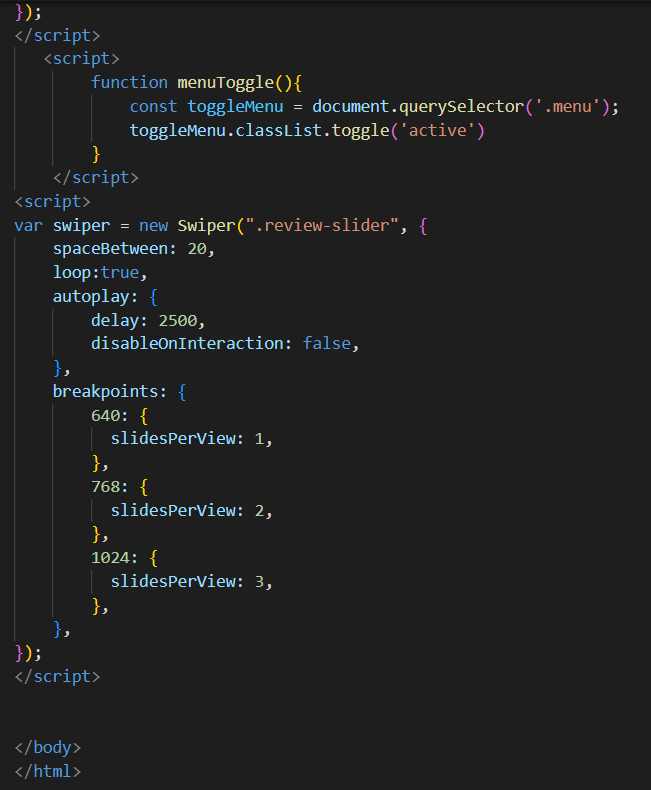 });
</script>
<script>
function menuToggle(){
const toggleMenu = document.querySelector('.menu');
toggleMenu.classList.toggle('active')
}
</script>
<script>
var swiper = new Swiper(".review-slider", {
spaceBetween: 20,
loop:true,
autoplay: {
delay: 2500,
disableOnInteraction: false,
},
breakpoints: {
640: {
slidesPerView: 1,
},
768: {
slidesPerView: 2,
},
1024: {
slidesPerView: 3,
},
},
});
</script>
</body>
</html>